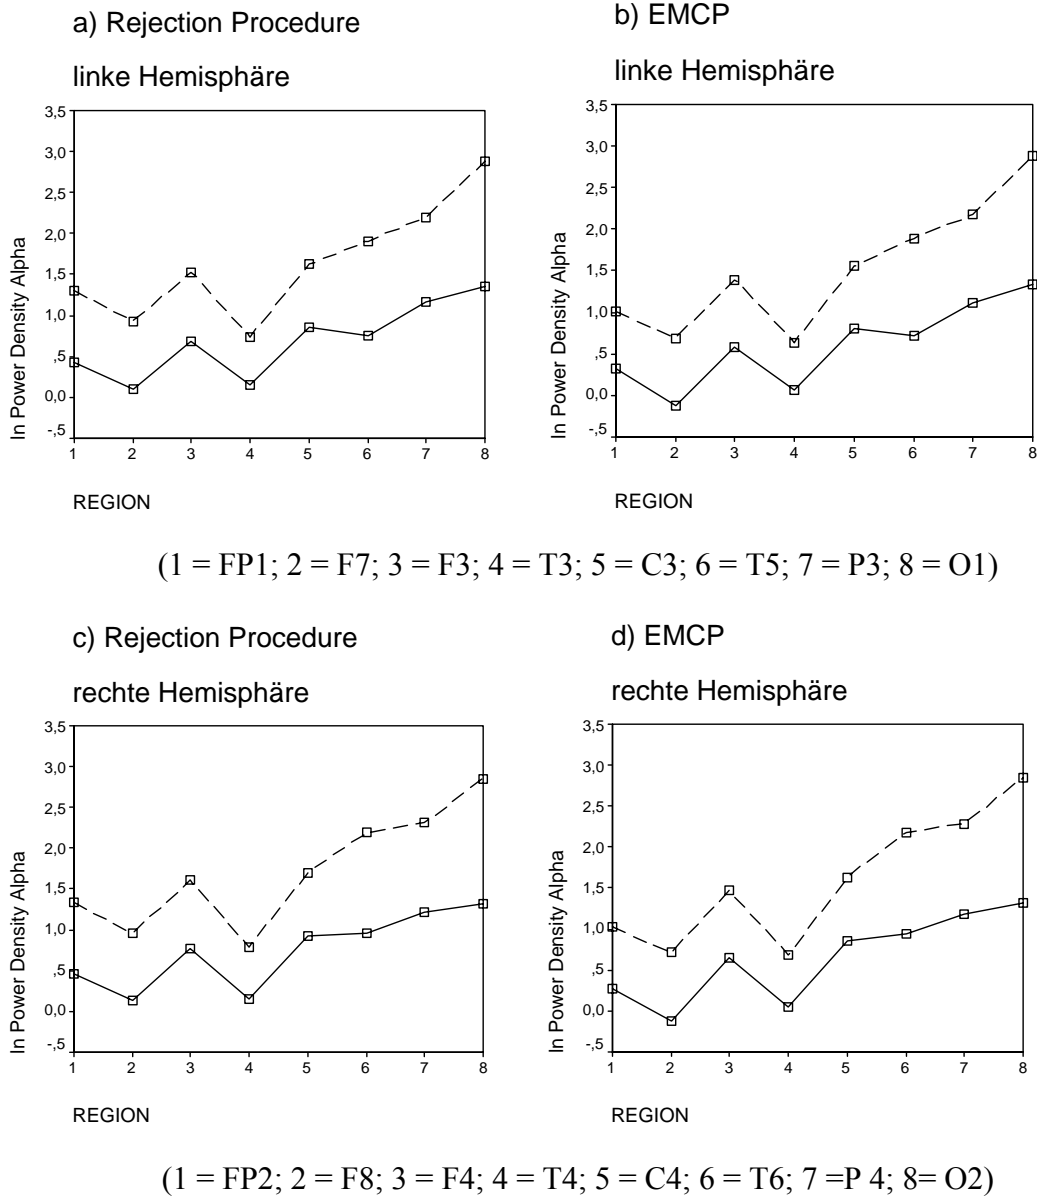 a) Rejection Procedure
linke Hemisphäre
3,5
3,0
2,5
2,0
1,5
1,0
,5
0,0
-,5
ln Power Density Alpha
1 2 3 4 5 6 7 8
REGION
b) EMCP
linke Hemisphäre
3,5
3,0
2,5
2,0
1,5
1,0
,5
0,0
-,5
ln Power Density Alpha
1 2 3 4 5 6 7 8
REGION
(1 = FP1; 2 = F7; 3 = F3; 4 = T3; 5 = C3; 6 = T5; 7 = P3; 8 = O1)
c) Rejection Procedure
rechte Hemisphäre
3,5
3,0
2,5
2,0
1,5
1,0
,5
0,0
-,5
ln Power Density Alpha
1 2 3 4 5 6 7 8
REGION
d) EMCP
rechte Hemisphäre
3,5
3,0
2,5
2,0
1,5
1,0
,5
0,0
-,5
ln Power Density Alpha
1 2 3 4 5 6 7 8
REGION
(1 = FP2; 2 = F8; 3 = F4; 4 = T4; 5 = C4; 6 =T6; 7 =P 4; 8= O2)